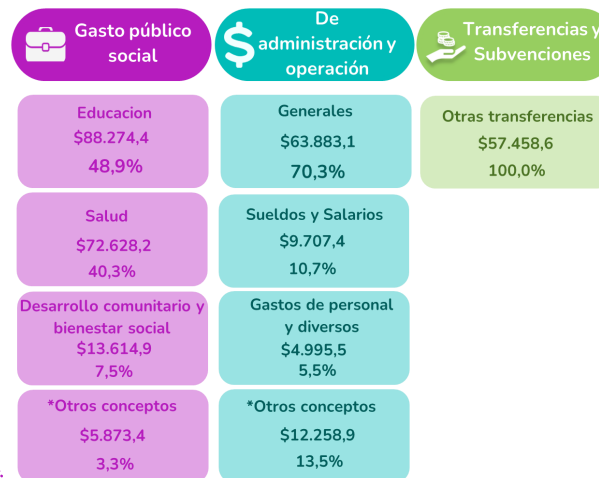 Gasto público
social
Educacion
$88.274,4
48,9%
Salud
$72.628,2
40,3%
Desarrollo comunitario y
bienestar social
$13.614,9
7,5%
*Otros conceptos
$5.873,4
3,3%
$
De
administración y
operación
Generales
$63.883,1
70,3%
Sueldos y Salarios
$9.707,4
10,7%
Gastos de personal
y diversos
$4.995,5
5,5%
*Otros conceptos
$12.258,9
13,5%
Transferencias y
Subvenciones
Otras transferencias
$57.458,6
100,0%